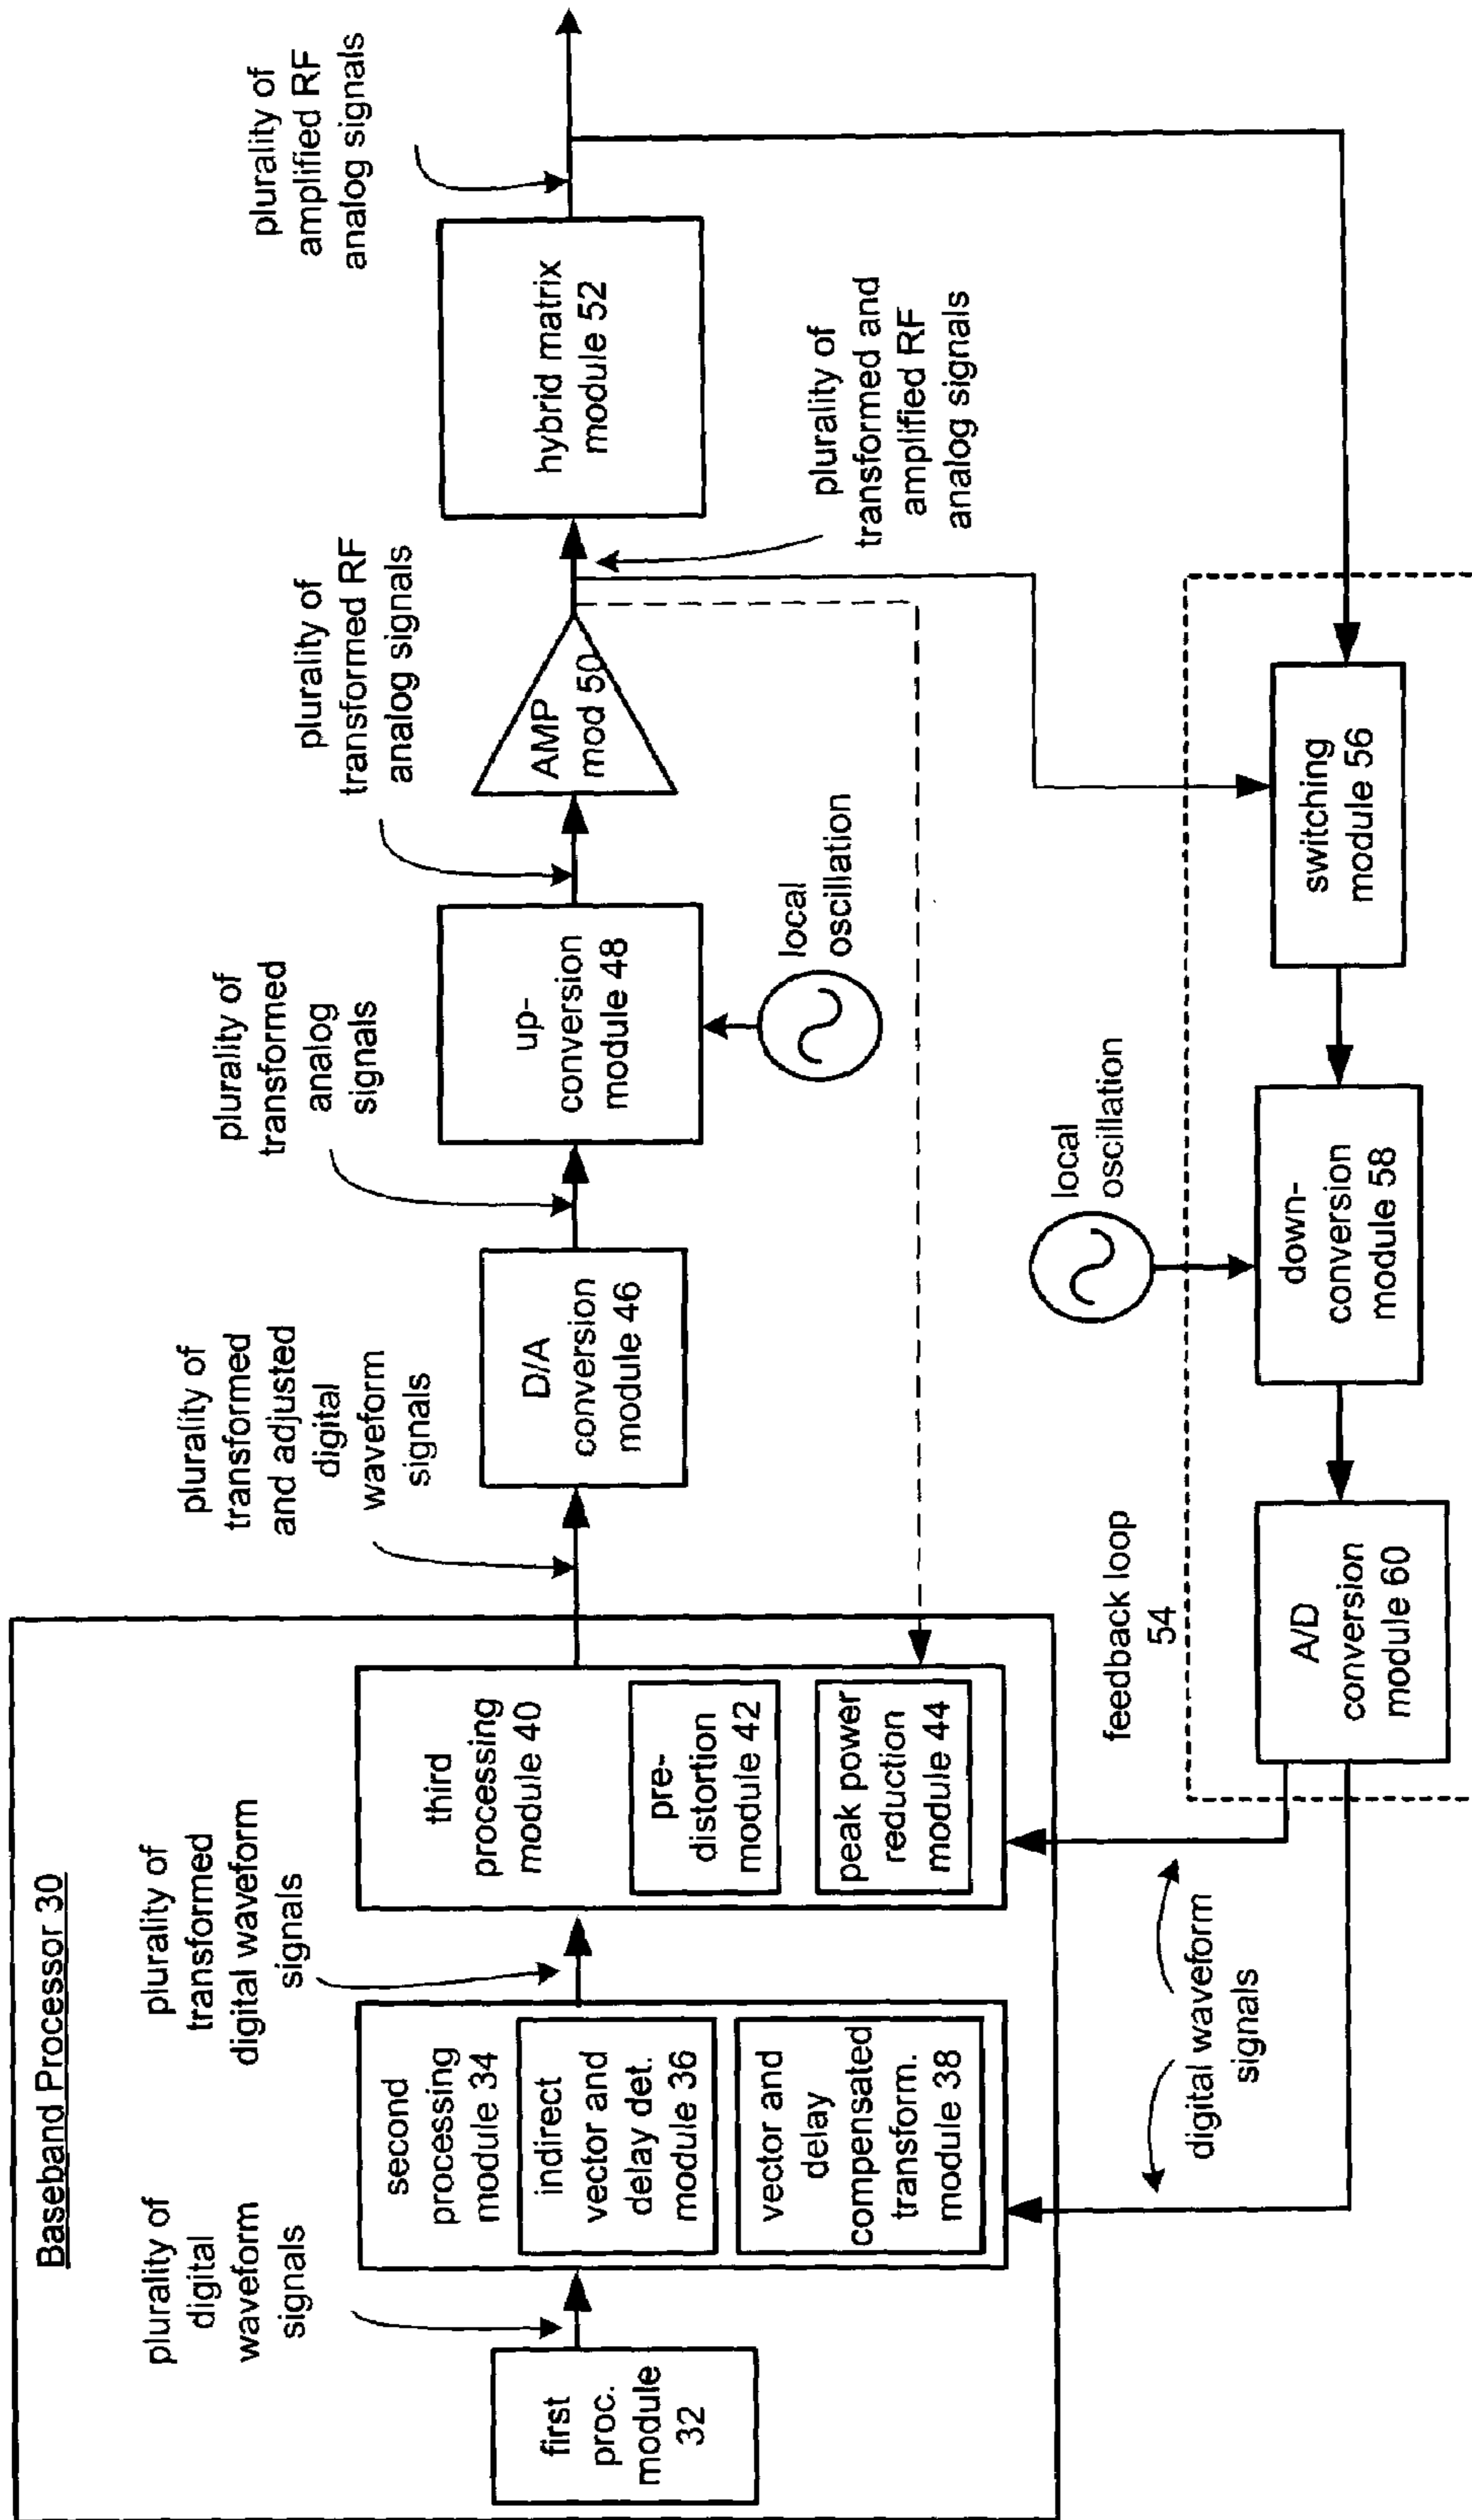 Baseband Processor 30
plurality of
digital
waveform
signals
first
proc.
module
32
second
processing
module 34
indirect
vector and
delay det.
module 36
vector and
delay
compensated
transform.
module 38
plurality of
transformed
digital waveform
signals
third
processing
module 40
pre-
distortion
module 42
peak power
reduction
module 44
plurality of
transformed
and adjusted
digital
waveform
signals
D/A
conversion
module 46
plurality of
transformed
analog
signals
up-
conversion
module 48
local
oscillation
plurality of
transformed RF
analog signals
AMP
mod 50
plurality of
transformed and
amplified RF
analog signals
hybrid matrix
module 52
plurality of
amplified RF
analog signals
digital waveform
signals
feedback loop
54
A/D
conversion
module 60
local
oscillation
down-
conversion
module 58
switching
module 56